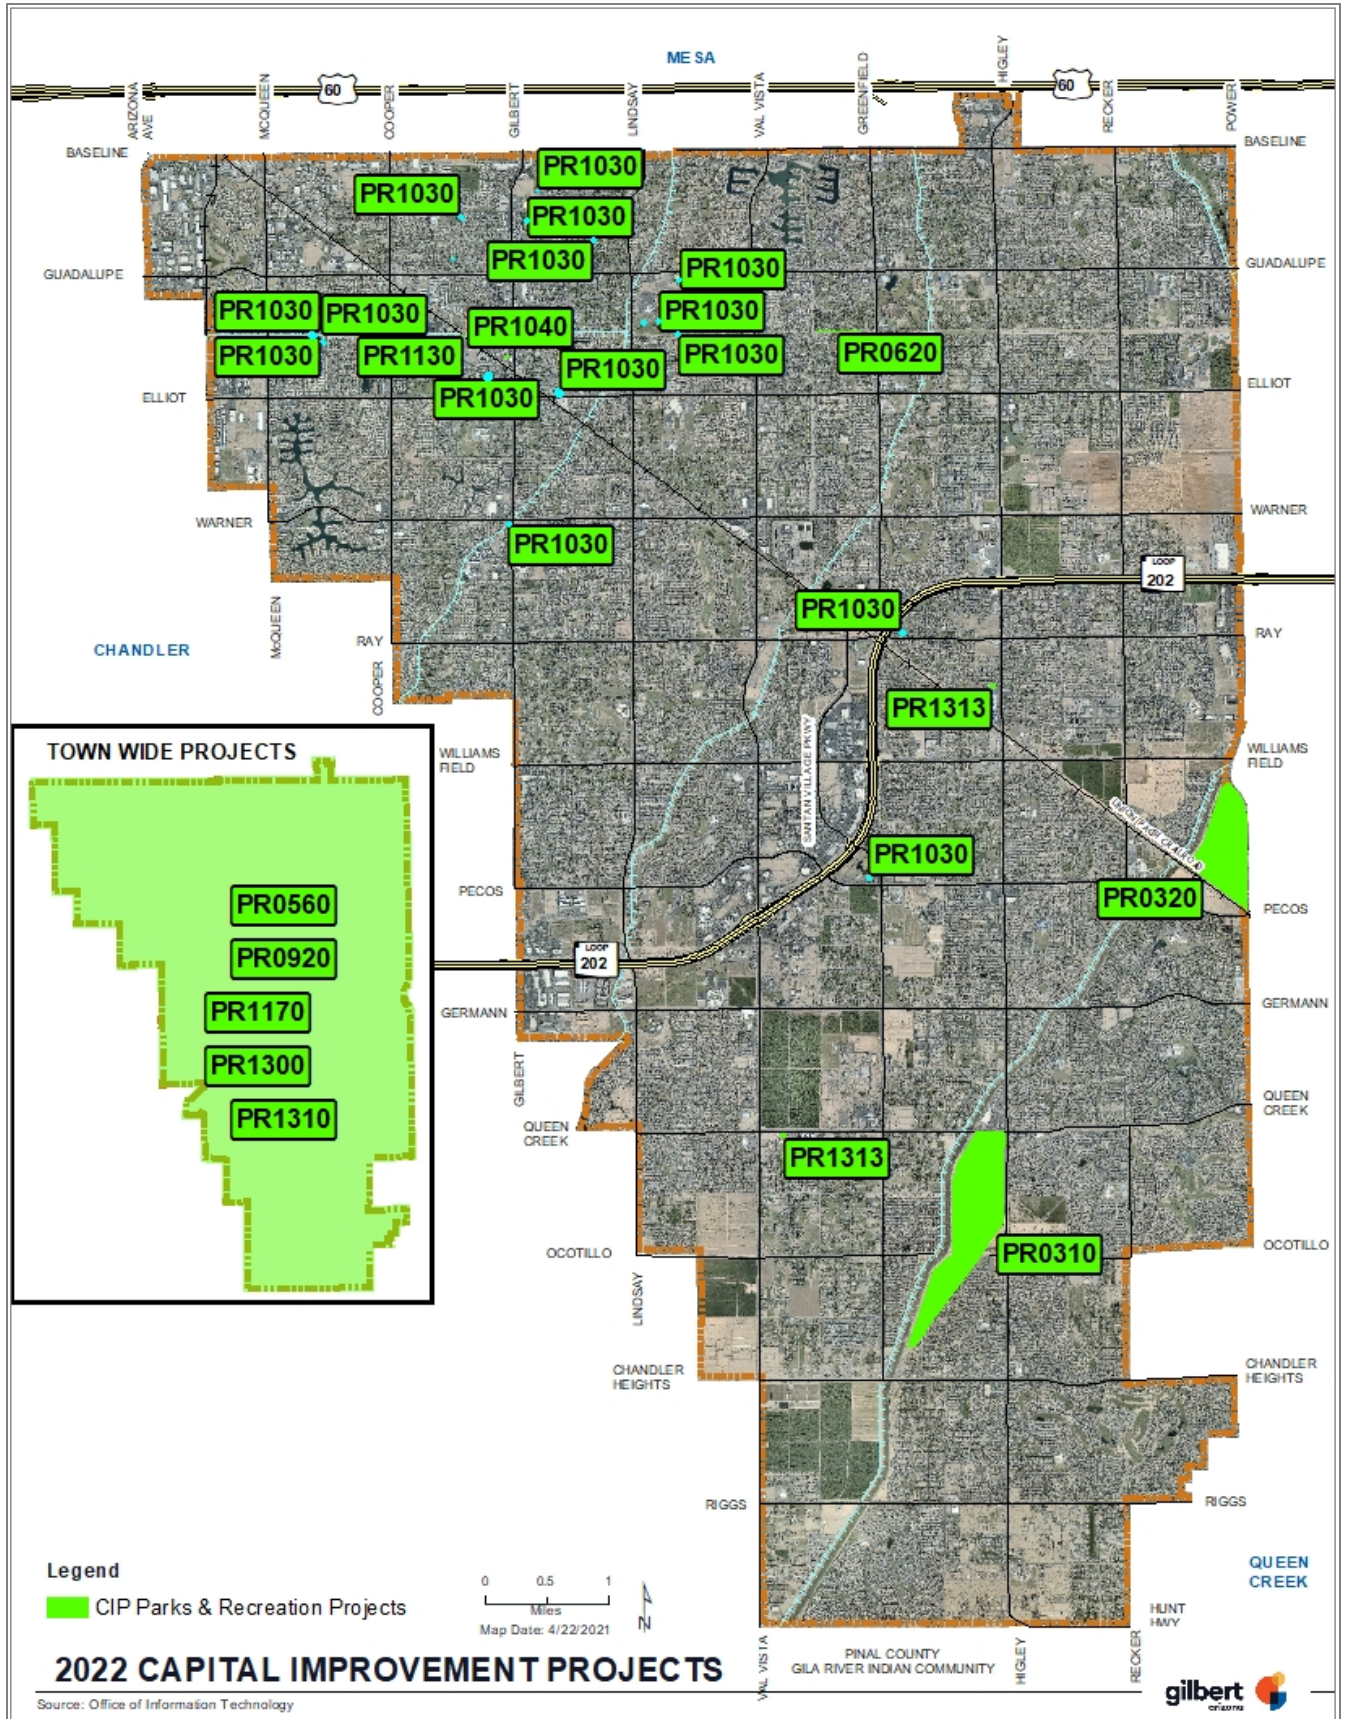 MESA
60
60
ARIZONA
AVE
MCQUEEN
COOPER
GILBERT
LINDSAY
VAL VISTA
GREENFIELD
HIGLEY
RECKER
POWER
BASELINE
BASELINE
PR1030
PR1030
PR1030
PR1030
PR1030
GUADALUPE
GUADALUPE
PR1030
PR1030
PR1030
PR1040
PR1030
PR1130
PR1030
PR1030
PR0620
PR1030
ELLIOT
ELLIOT
WARNER
WARNER
PR1030
LOOP
202
PR1030
MCQUEEN
CHANDLER
RAY
RAY
COOPER
PR1313
SANTAN VILLAGE PKWY
TOWN WIDE PROJECTS
WILLIAMS
FIELD
WILLIAMS
FIELD
UNION PACIFIC RAILROAD
PR1030
PECOS
PR0320
PECOS
PR0560
PR0920
PR1170
PR1300
PR1310
LOOP
202
GERMANN
GERMANN
GILBERT
QUEEN
CREEK
QUEEN
CREEK
PR1313
OCOTILLO
PR0310
OCOTILLO
LINDSAY
CHANDLER
HEIGHTS
CHANDLER
HEIGHTS
RIGGS
RIGGS
Legend
CIP Parks & Recreation Projects
0 0.5 1
Miles
Map Date: 4/22/2021
N
QUEEN
CREEK
HUNT
HWY
VAL VISTA
PINAL COUNTY
GILA RIVER INDIAN COMMUNITY
HIGLEY
RECKER
2022 CAPITAL IMPROVEMENT PROJECTS
Source: Office of Information Technology
gilbert
arizona